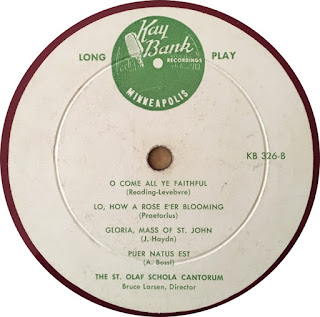 Kay
Bank
RECORDINGS
MINNEAPOLIS
LONG PLAY
KB 326-B
O COME ALL YE FAITHFUL
(Reading-Lefebvre)
LO, HOW A ROSE E'ER BLOOMING
(Praetorius)
GLORIA, MASS OF ST. JOHN
(J. Haydn)
PUER NATUS EST
(A. Bossi)
THE ST. OLAF SCHOLA CANTORUM
Bruce Larsen, Director